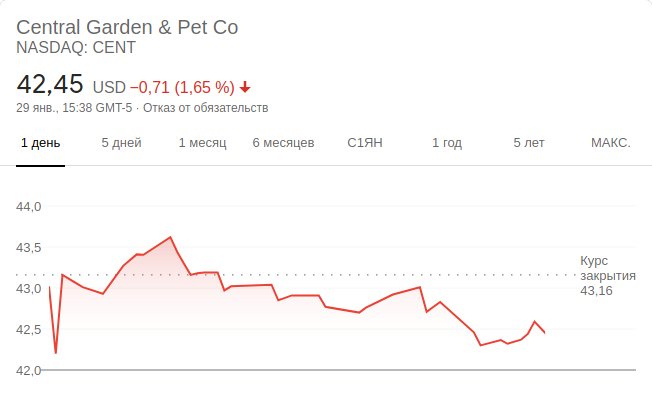 Central Garden & Pet Co
NASDAQ: CENT
42,45 USD −0,71 (1,65 %)
29 янв., 15:38 GMT-5 · Отказ от обязательств
1 день 5 дней 1 месяц 6 месяцев С1ЯН 1 год 5 лет МАКС.
44,0
43,5
43,0
42,5
42,0
Курс
закрытия
43,16